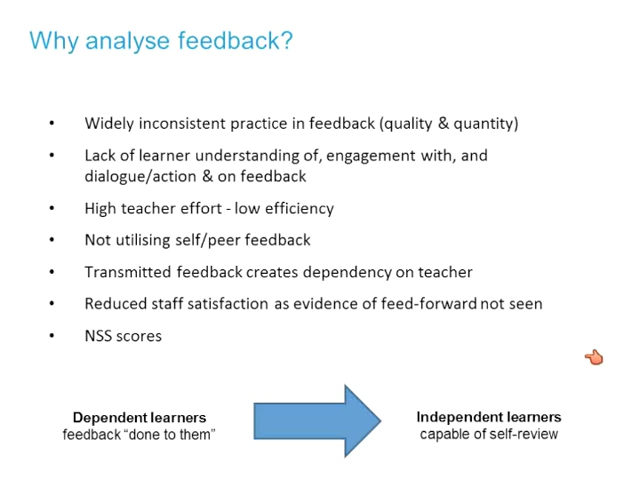 Why analyse feedback?
• Widely inconsistent practice in feedback (quality & quantity)
• Lack of learner understanding of, engagement with, and
dialogue/action & on feedback
• High teacher effort - low efficiency
• Not utilising self/peer feedback
• Transmitted feedback creates dependency on teacher
• Reduced staff satisfaction as evidence of feed-forward not seen
• NSS scores
Dependent learners
feedback “done to them”
Independent learners
capable of self-review